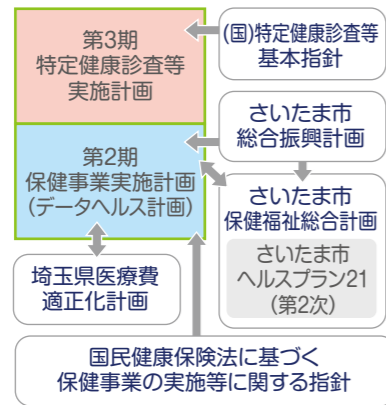 第3期
特定健康診査等
実施計画
(国)特定健康診査等
基本指針
第2期
保健事業実施計画
(データヘルス計画)
さいたま市
総合振興計画
さいたま市
保健福祉総合計画
さいたま市
ヘルスプラン21
(第2次)
埼玉県医療費
適正化計画
国民健康保険法に基づく
保健事業の実施等に関する指針